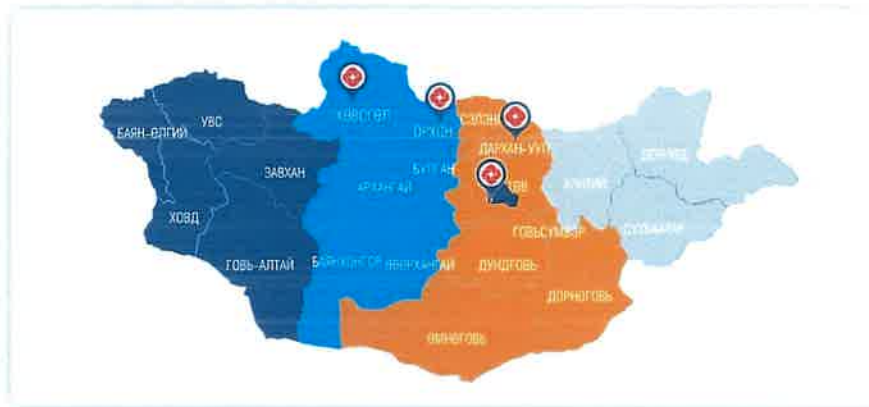 ХӨВСГӨЛ
СЭЛЭНГЭ
УВС
ОРХОН
БАЯН-ӨЛГИЙ
ДАРХАН-УУЛ
ДОРНОД
БУЛГАН
ЗАВХАН
АРХАНГАЙ
ТӨВ
ХЭНТИЙ
ХОВД
СҮХБААТАР
ГОВЬСҮМБЭР
ГОВЬ-АЛТАЙ
БАЯНХОНГОР
ӨВӨРХАНГАЙ
ДУНДГОВЬ
ДОРНОГОВЬ
ӨМНӨГОВЬ